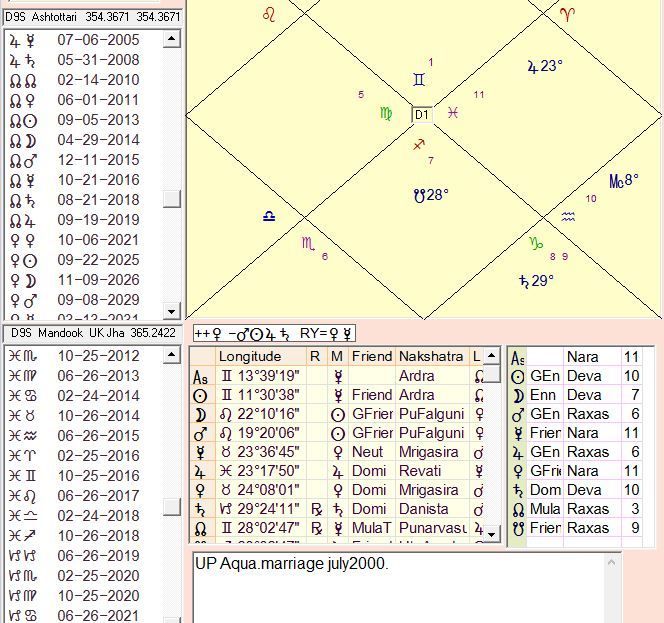 D9S Ashtottari 354.3671 354.3671
♃ ☿ 07-06-2005
♃ ♄ 05-31-2008
☊ ☊ 02-14-2010
☊ ♀ 06-01-2011
☊ ☉ 09-05-2013
☊ ☽ 04-29-2014
☊ ♂ 12-11-2015
☊ ☿ 10-21-2016
☊ ♄ 08-21-2018
☊ ♃ 09-19-2019
♀ ♀ 10-06-2021
♀ ☉ 09-22-2025
♀ ☽ 11-09-2026
♀ ♂ 09-08-2029
♌ ♈
1
♊
♃23°
5 ♍ D1 ♓ 11
♐
7
☋28°
Mc8°
10
♎ ♒
♏ 6
♑ 8 9
♄29°
D9S Mandook UKJha 365.2422
♓♏ 10-25-2012
♓♍ 06-26-2013
♓♋ 02-24-2014
♓♉ 10-26-2014
♓♒ 06-26-2015
♓♈ 02-25-2016
♓♊ 10-25-2016
♓♌ 06-26-2017
♓♎ 02-24-2018
♓♐ 10-26-2018
♑♑ 06-26-2019
♑♏ 02-25-2020
♑♍ 10-25-2020
♑♋ 06-26-2021
++♀ −♂☉♃♄ RY=♀☿
Longitude R M Friend Nakshatra L
As ♊ 13°39'19" ☿ Ardra ☊
☉ ♊ 11°30'38" ☿ Friend Ardra ☊
☽ ♌ 22°10'16" ☉ GFrier PuFalguni ♀
♂ ♌ 19°20'06" ☉ GFrier PuFalguni ♀
☿ ♉ 23°36'45" ♀ Neut Mrigasira ♂
♃ ♓ 23°17'50" ♃ Domi Revati ☿
♀ ♉ 24°08'01" ♀ Domi Mrigasira ♂
♄ ♑ 29°24'11" ℞ ♄ Domi Danista ♂
☊ ♊ 28°02'47" ℞ ☿ MulaT Punarvasu ♃
As Nara 11
☉ GEn Deva 10
☽ Enn Deva 7
♂ GEn Raxas 6
☿ Frien Nara 11
♃ GEn Raxas 6
♀ GFri Nara 11
♄ Dom Deva 10
☊ Mula Raxas 3
☋ Frien Raxas 9
UP Aqua.marriage july2000.